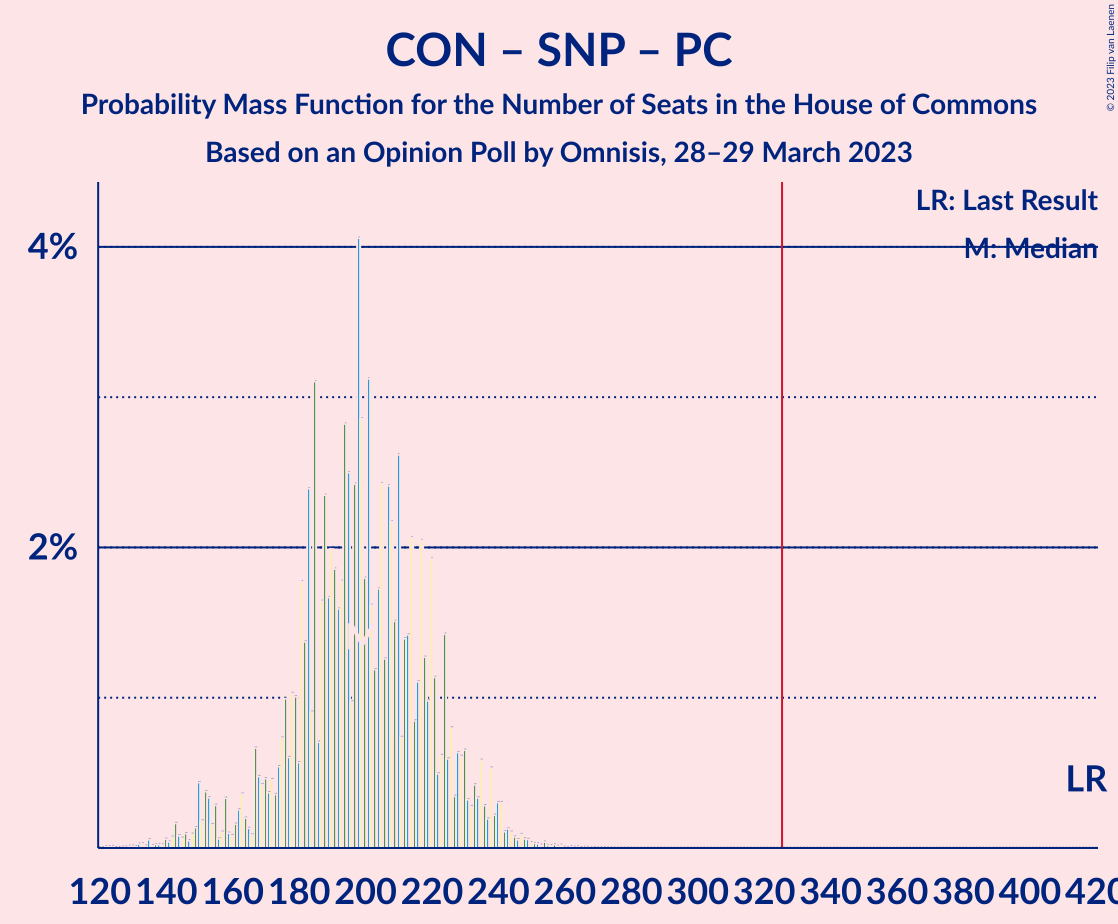 CON – SNP – PC
Probability Mass Function for the Number of Seats in the House of Commons
Based on an Opinion Poll by Omnisis, 28–29 March 2023
© 2023 Filip van Laenen
LR: Last Result
M: Median
4%
2%
LR
120 140 160 180 200 220 240 260 280 300 320 340 360 380 400 420